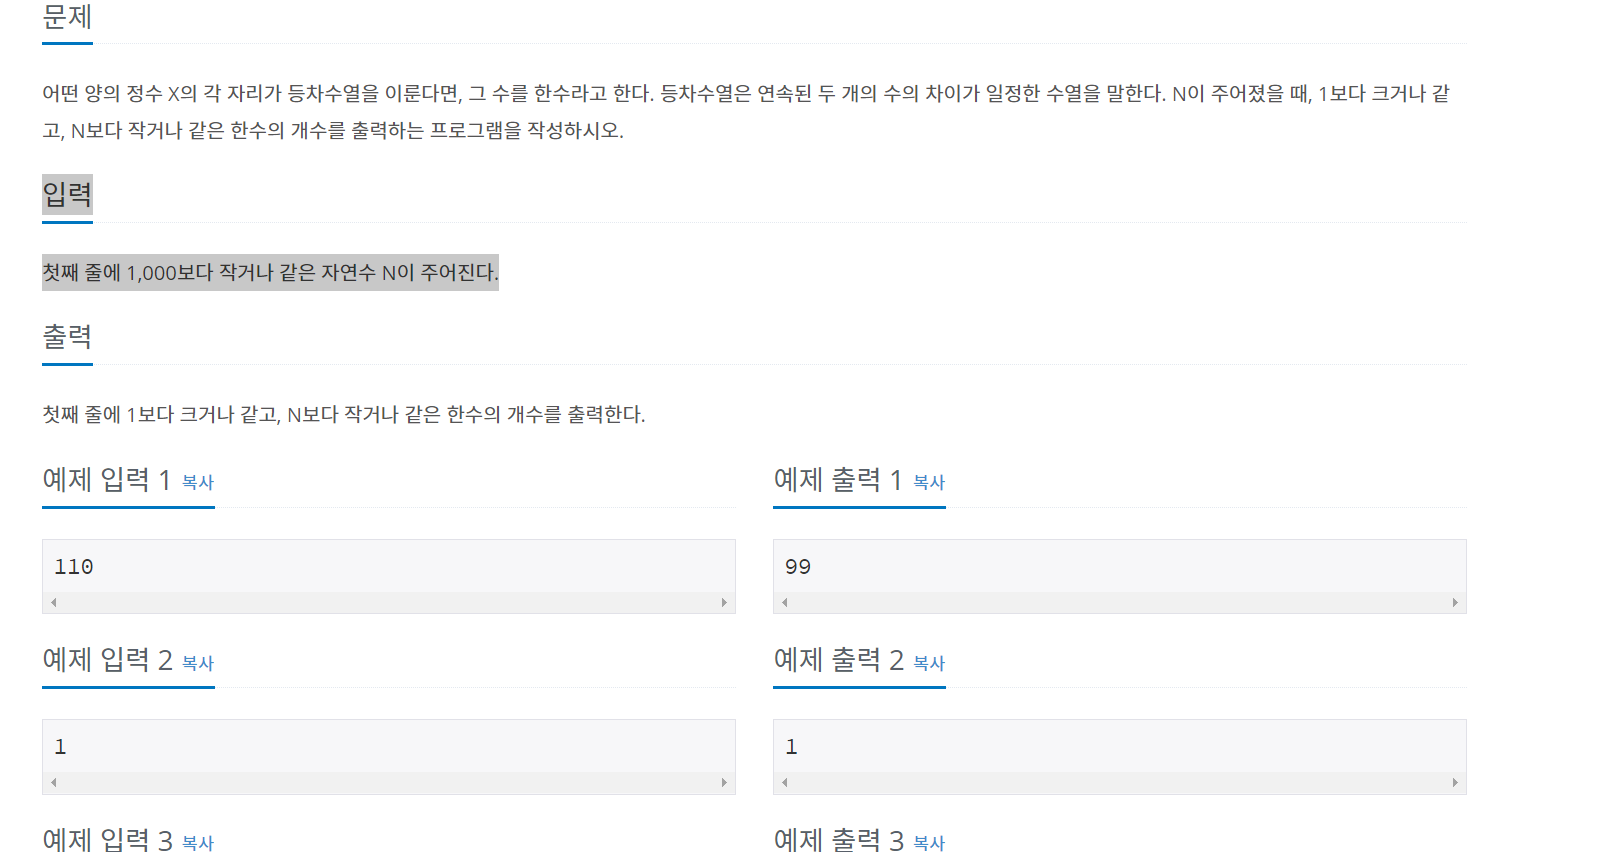 문제
어떤 양의 정수 X의 각 자리가 등차수열을 이룬다면, 그 수를 한수라고 한다. 등차수열은 연속된 두 개의 수의 차이가 일정한 수열을 말한다. N이 주어졌을 때, 1보다 크거나 같
고, N보다 작거나 같은 한수의 개수를 출력하는 프로그램을 작성하시오.
입력
첫째 줄에 1,000보다 작거나 같은 자연수 N이 주어진다.
출력
첫째 줄에 1보다 크거나 같고, N보다 작거나 같은 한수의 개수를 출력한다.
예제 입력 1 복사
110
예제 출력 1 복사
99
예제 입력 2 복사
1
예제 출력 2 복사
1
예제 입력 3 복사
예제 출력 3 복사